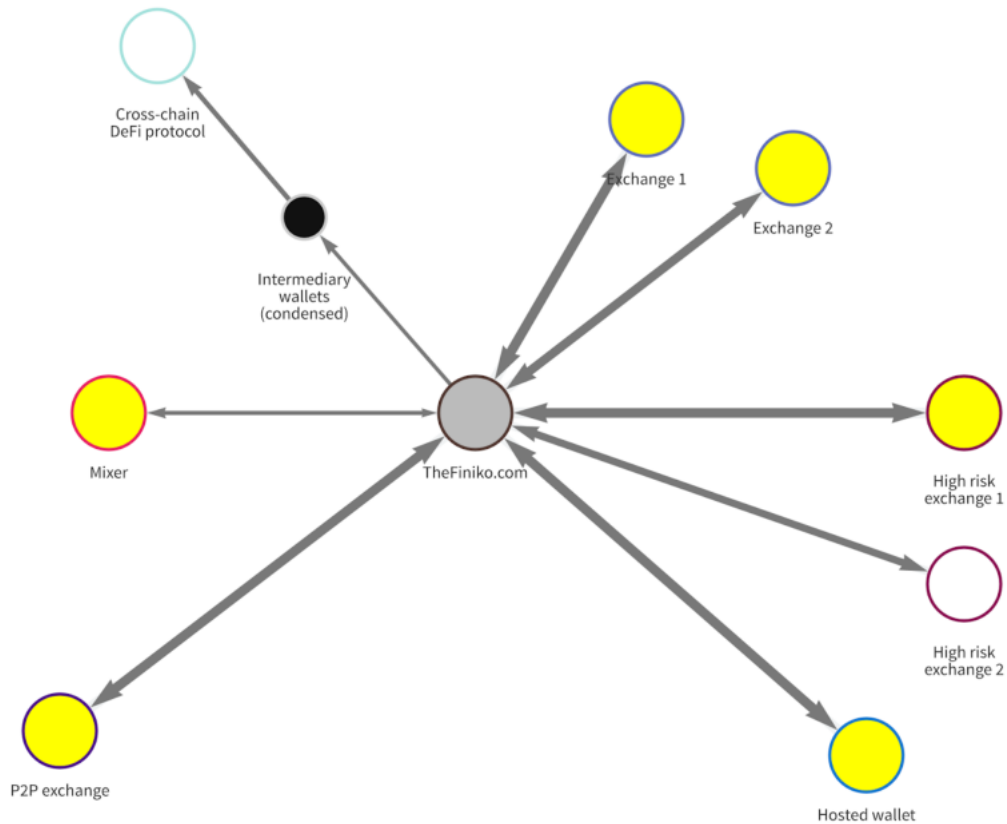 Cross-chain
DeFi protocol
Exchange 1
Exchange 2
Intermediary
wallets
(condensed)
Mixer
TheFiniko.com
High risk
exchange 1
High risk
exchange 2
P2P exchange
Hosted wallet